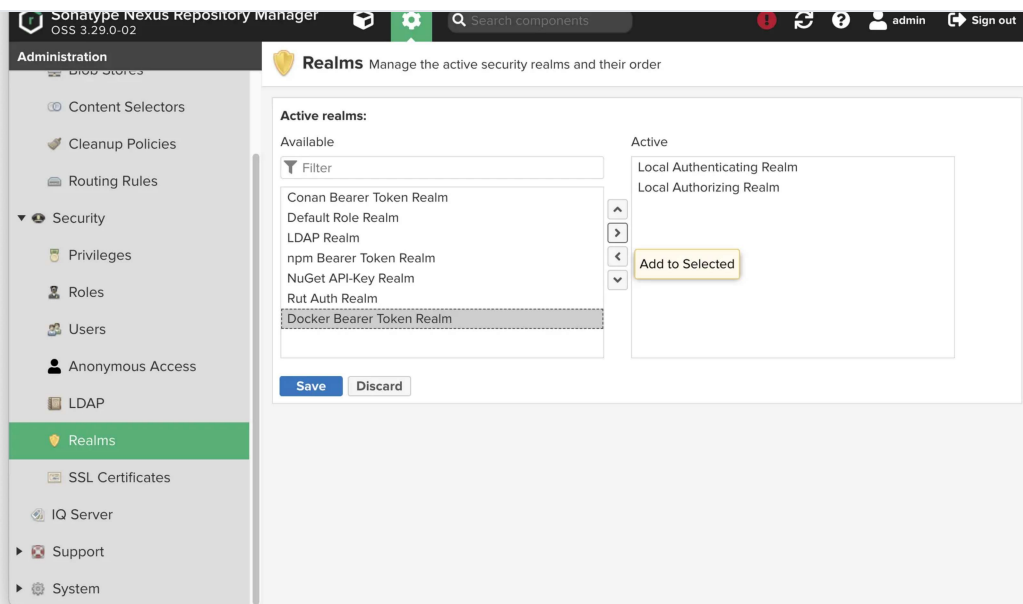 Sonatype Nexus Repository Manager
OSS 3.29.0-02
Search components
admin
Sign out
Administration
Blob Stores
Content Selectors
Cleanup Policies
Routing Rules
Security
Privileges
Roles
Users
Anonymous Access
LDAP
Realms
SSL Certificates
IQ Server
Support
System
Realms Manage the active security realms and their order
Active realms:
Available
Filter
Conan Bearer Token Realm
Default Role Realm
LDAP Realm
npm Bearer Token Realm
NuGet API-Key Realm
Rut Auth Realm
Docker Bearer Token Realm
Active
Local Authenticating Realm
Local Authorizing Realm
Add to Selected
Save
Discard